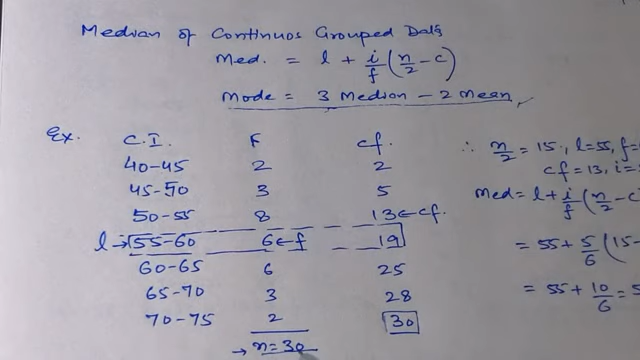 Median of Continuos Grouped Data
Med. = l + i/f (n/2 - c)
Mode = 3 Median - 2 Mean
Ex. C.I. F cf.
40-45 2 2
45-50 3 5
50-55 8 13 ← cf.
l → 55-60 6 ← f 19
60-65 6 25
65-70 3 28
70-75 2 30
→ n = 30
∴ n/2 = 15, l = 55, f =
cf = 13, i =
Med = l + i/f (n/2 - c
= 55 + 5/6 (15 -
= 55 + 10/6 = 5